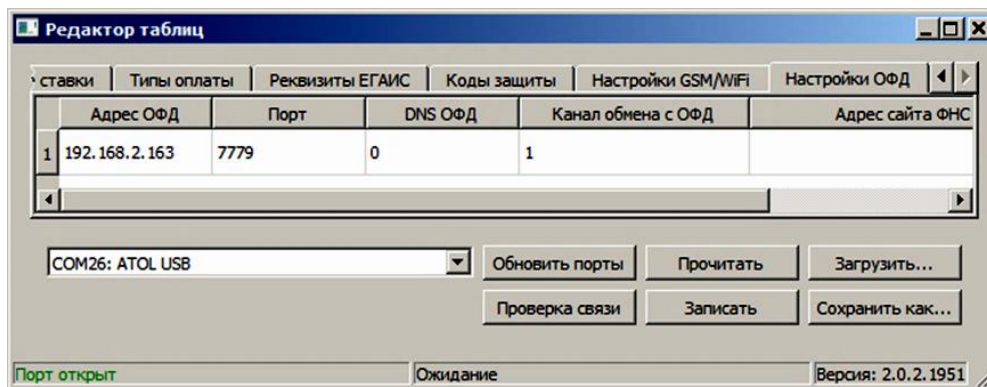 Редактор таблиц
ставки Типы оплаты Реквизиты ЕГАИС Коды защиты Настройки GSM/WiFi Настройки ОФД
Адрес ОФД Порт DNS ОФД Канал обмена с ОФД Адрес сайта ФНС
1 192.168.2.163 7779 0 1
COM26: ATOL USB Обновить порты Прочитать Загрузить...
Проверка связи Записать Сохранить как...
Порт открыт Ожидание Версия: 2.0.2.1951